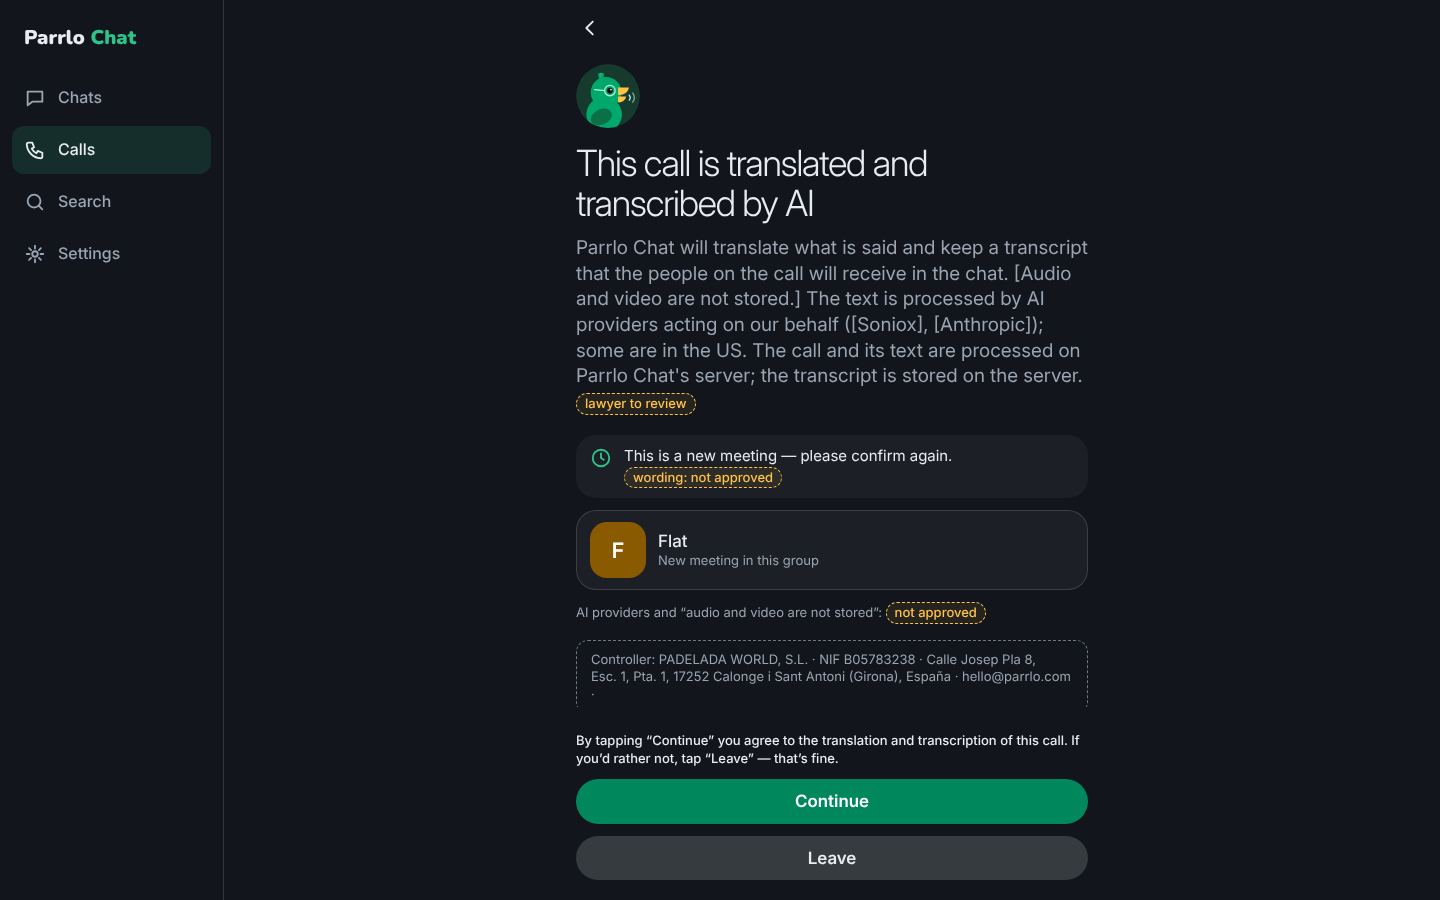 Parrlo Chat
Chats
Calls
Search
Settings
This call is translated and
transcribed by AI
Parrlo Chat will translate what is said and keep a transcript
that the people on the call will receive in the chat. [Audio
and video are not stored.] The text is processed by AI
providers acting on our behalf ([Soniox], [Anthropic]);
some are in the US. The call and its text are processed on
Parrlo Chat's server; the transcript is stored on the server.
lawyer to review
This is a new meeting — please confirm again.
wording: not approved
F
Flat
New meeting in this group
AI providers and “audio and video are not stored”: not approved
Controller: PADELADA WORLD, S.L. · NIF B05783238 · Calle Josep Pla 8,
Esc. 1, Pta. 1, 17252 Calonge i Sant Antoni (Girona), España · hello@parrlo.com
·
By tapping “Continue” you agree to the translation and transcription of this call. If
you’d rather not, tap “Leave” — that’s fine.
Continue
Leave